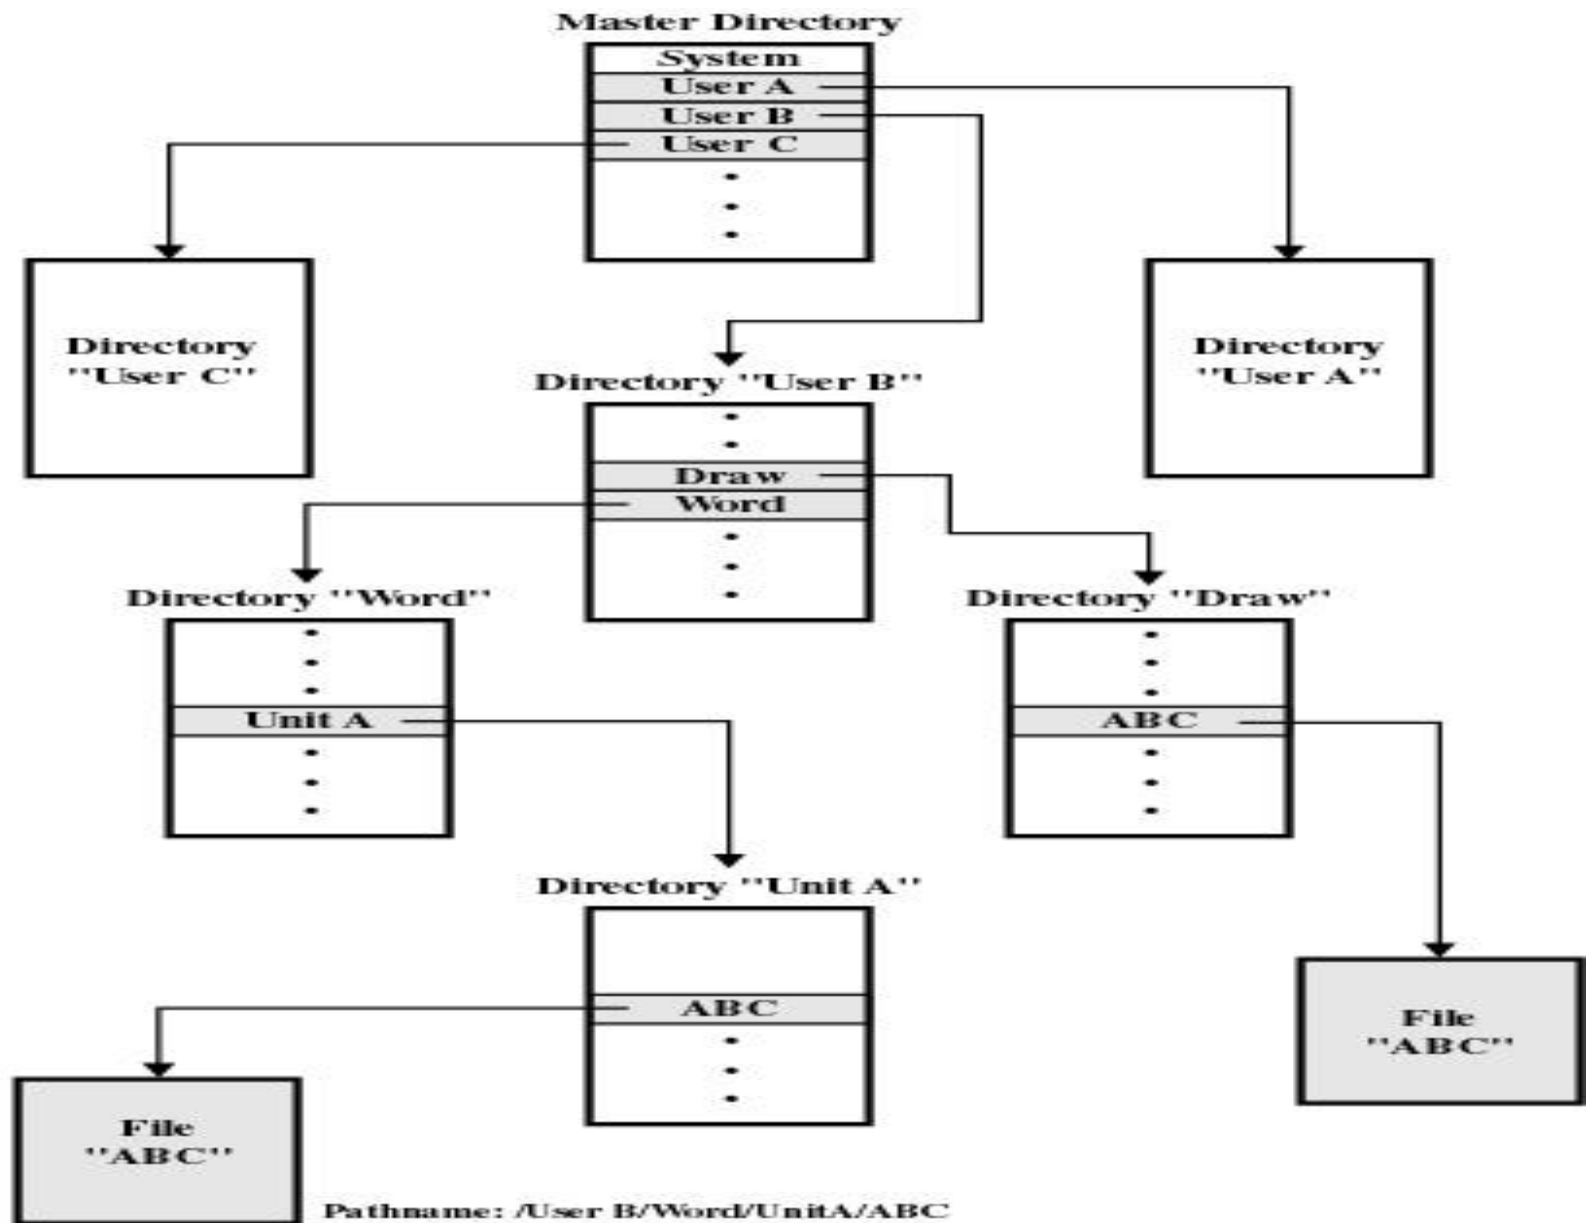 Master Directory
System
User A
User B
User C
Directory
"User C"
Directory
"User A"
Directory "User B"
Draw
Word
Directory "Word"
Unit A
Directory "Draw"
ABC
Directory "Unit A"
ABC
File
"ABC"
File
"ABC"
Pathname: /User B/Word/UnitA/ABC